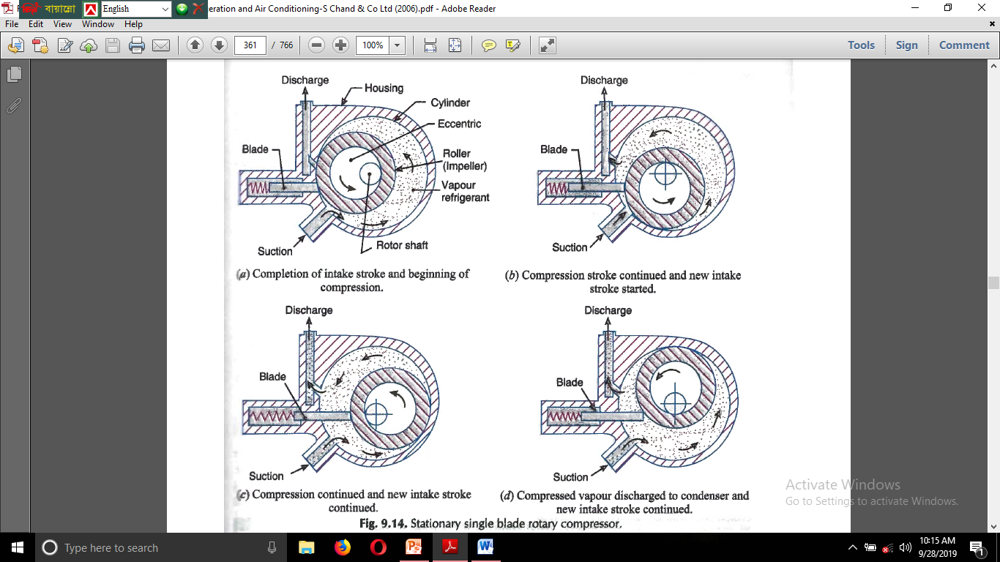 বায়ান্নো
English
eration and Air Conditioning-S Chand & Co Ltd (2006).pdf - Adobe Reader
File Edit View Window Help
361 / 766
100%
Tools Sign Comment
Discharge
Housing
Cylinder
Eccentric
Blade
Roller
(Impeller)
Vapour
refrigerant
Rotor shaft
Suction
(a) Completion of intake stroke and beginning of
compression.
Discharge
Blade
Suction
(b) Compression stroke continued and new intake
stroke started.
Discharge
Blade
Suction
(c) Compression continued and new intake stroke
continued.
Discharge
Blade
Suction
(d) Compressed vapour discharged to condenser and
new intake stroke continued.
Fig. 9.14. Stationary single blade rotary compressor.
Activate Windows
Go to Settings to activate Windows.
Type here to search
10:15 AM
9/28/2019
1